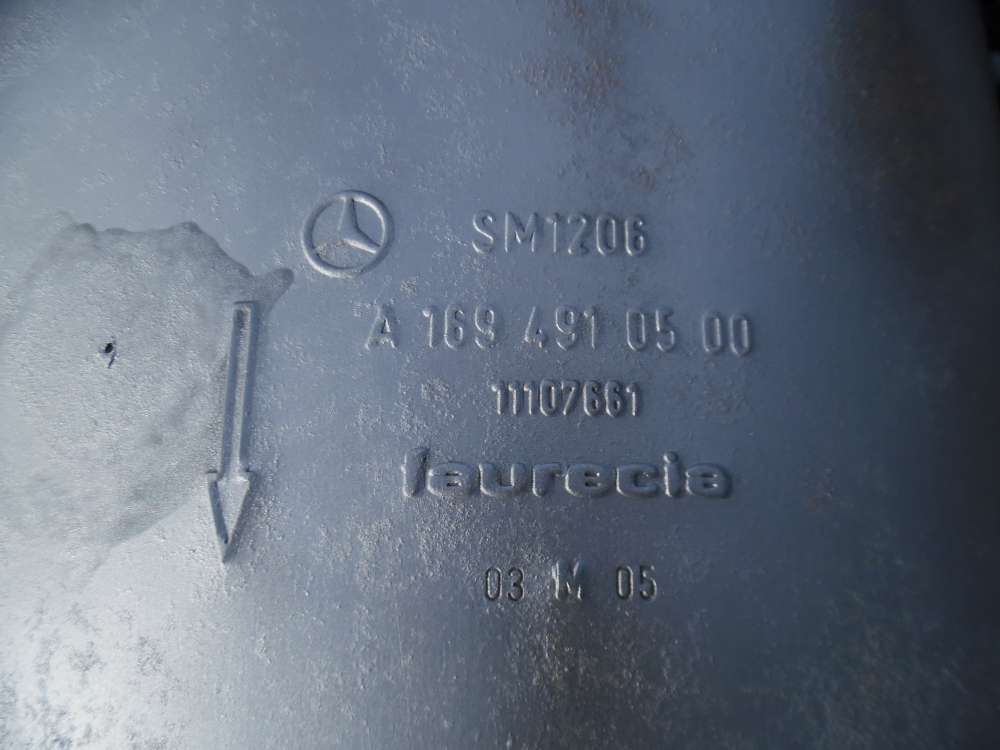 SM1206
A 169 491 05 00
11107661
faurecia
03 M 05